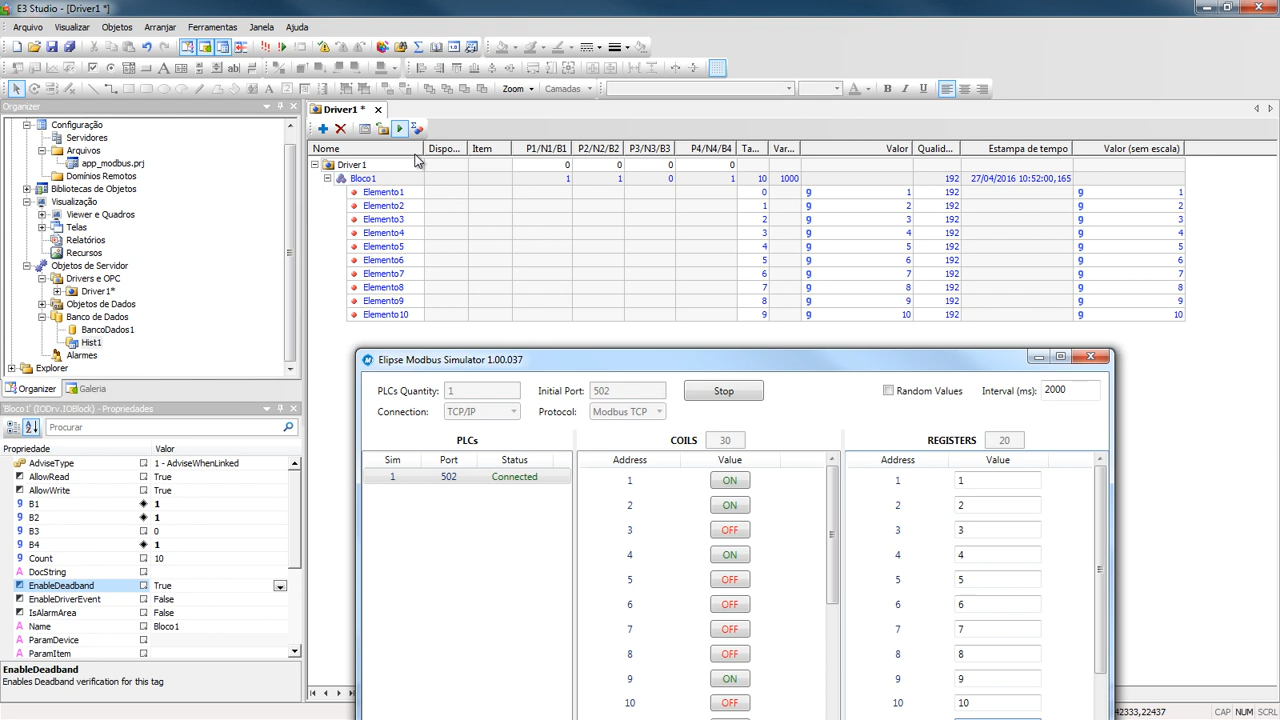 E3 Studio - [Driver1 *]
Arquivo Visualizar Objetos Arranjar Ferramentas Janela Ajuda
Zoom Camadas
Organizer
Configuração
Servidores
Arquivos
app_modbus.prj
Domínios Remotos
Bibliotecas de Objetos
Visualização
Viewer e Quadros
Telas
Relatórios
Recursos
Objetos de Servidor
Drivers e OPC
Driver1*
Objetos de Dados
Banco de Dados
BancoDados1
Hist1
Alarmes
Explorer
Organizer Galeria
'Bloco1' (IODrv.IOBlock) - Propriedades
Procurar
Propriedade Valor
AdviseType 1 - AdviseWhenLinked
AllowRead True
AllowWrite True
B1 1
B2 1
B3 0
B4 1
Count 10
DocString
EnableDeadband True
EnableDriverEvent False
IsAlarmArea False
Name Bloco1
ParamDevice
ParamItem
EnableDeadband
Enables Deadband verification for this tag
Driver1 *
Nome Dispo... Item P1/N1/B1 P2/N2/B2 P3/N3/B3 P4/N4/B4 Ta... Var... Valor Qualid... Estampa de tempo Valor (sem escala)
Driver1 0 0 0 0
Bloco1 1 1 0 1 10 1000 192 27/04/2016 10:52:00,165
Elemento1 0 1 192 1
Elemento2 1 2 192 2
Elemento3 2 3 192 3
Elemento4 3 4 192 4
Elemento5 4 5 192 5
Elemento6 5 6 192 6
Elemento7 6 7 192 7
Elemento8 7 8 192 8
Elemento9 8 9 192 9
Elemento10 9 10 192 10
Elipse Modbus Simulator 1.00.037
PLCs Quantity: 1 Initial Port: 502 Stop Random Values Interval (ms): 2000
Connection: TCP/IP Protocol: Modbus TCP
PLCs COILS 30 REGISTERS 20
Sim Port Status Address Value Address Value
1 502 Connected 1 ON 1 1
2 ON 2 2
3 OFF 3 3
4 ON 4 4
5 OFF 5 5
6 OFF 6 6
7 OFF 7 7
8 OFF 8 8
9 ON 9 9
10 OFF 10 10
42333,22437 CAP NUM SCRL